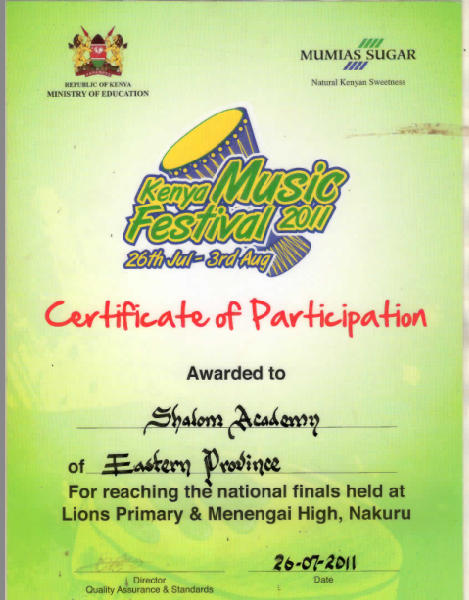 REPUBLIC OF KENYA
MINISTRY OF EDUCATION
MUMIAS SUGAR
Natural Kenyan Sweetness
Kenya Music
Festival 2011
26th Jul - 3rd Aug
Certificate of Participation
Awarded to
Shalom Academy
of Eastern Province
For reaching the national finals held at
Lions Primary & Menengai High, Nakuru
26-07-2011
Director
Quality Assurance & Standards
Date